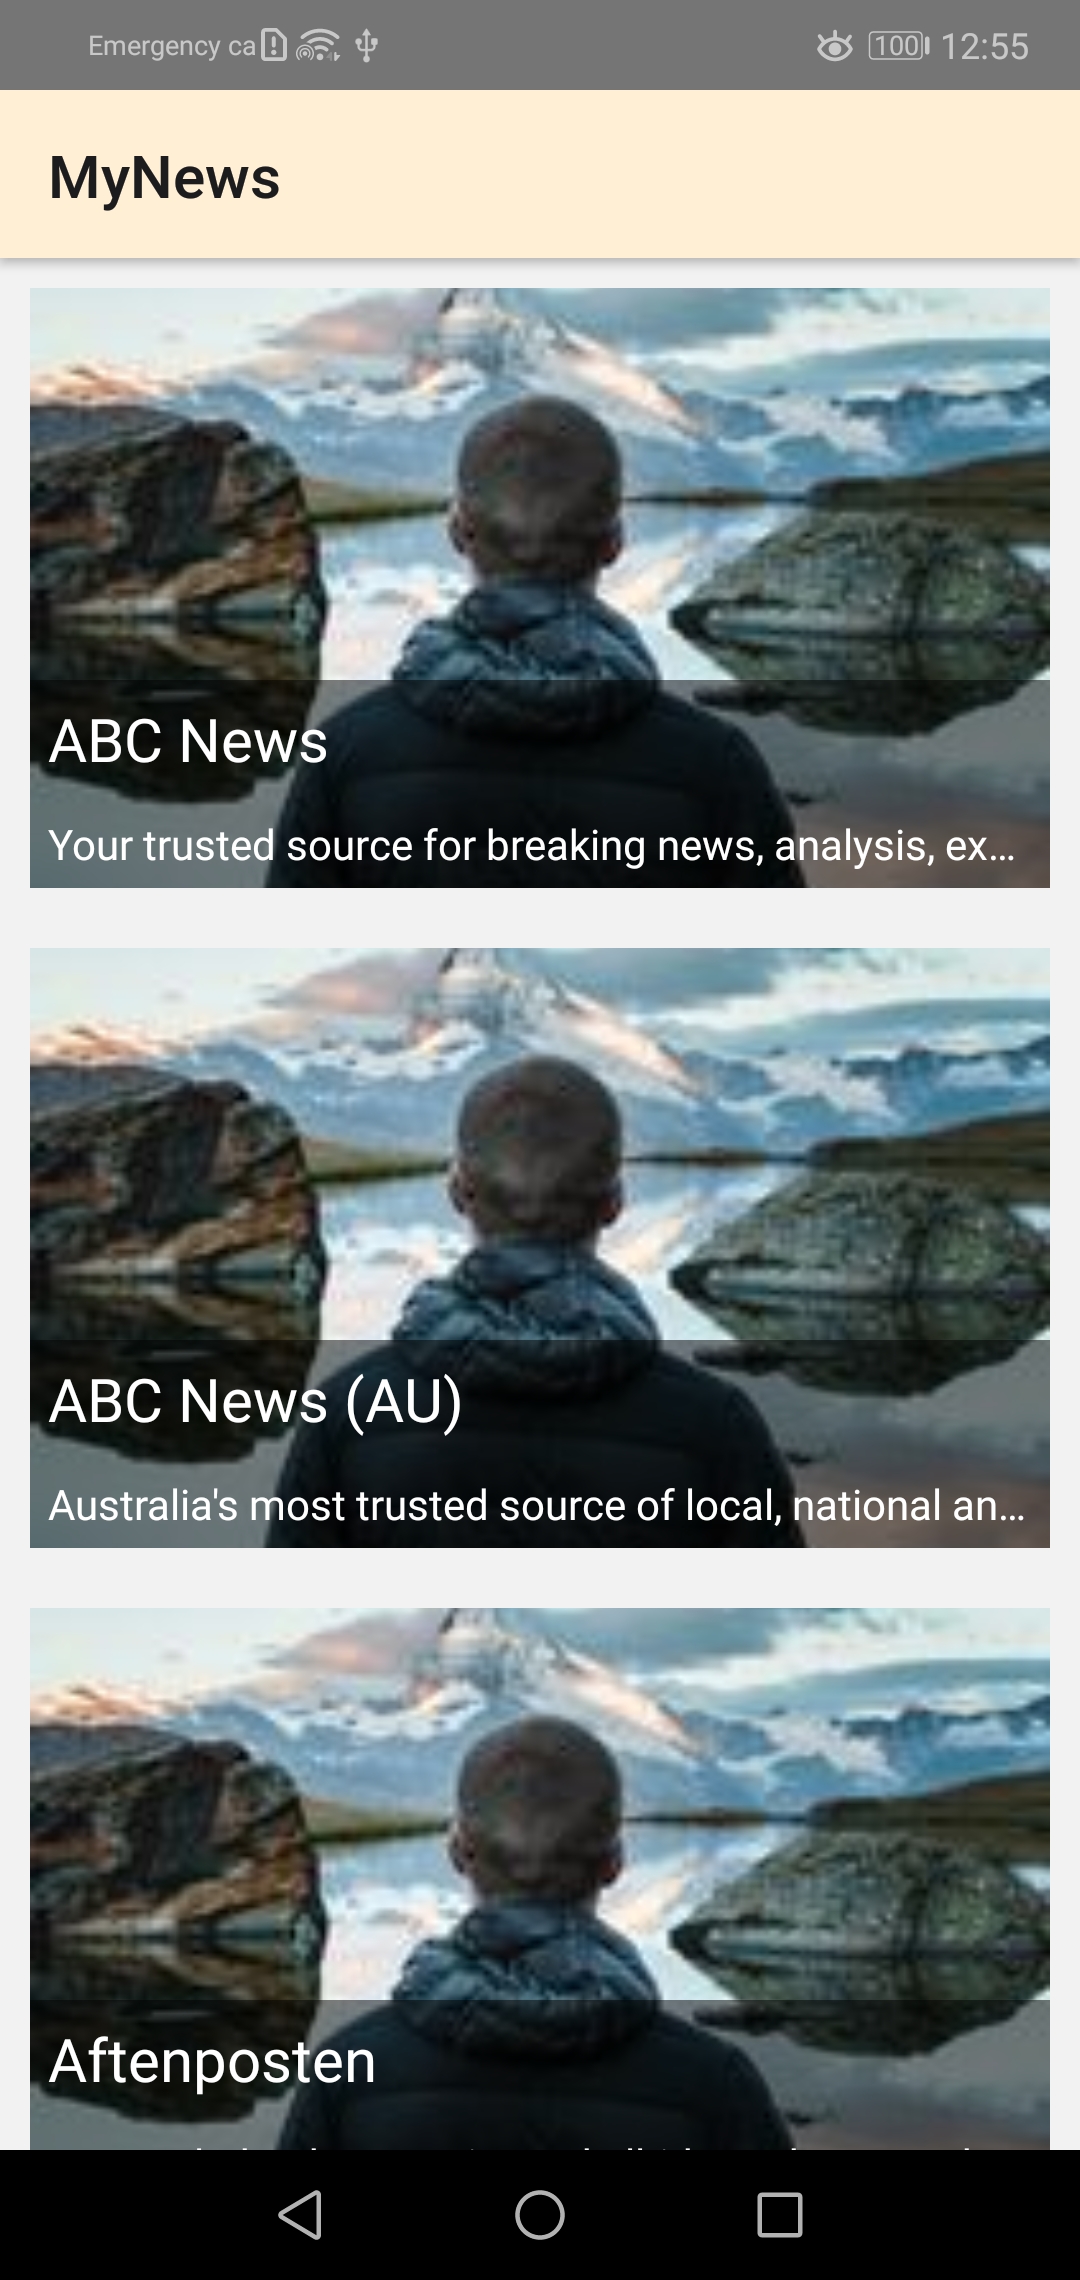 Emergency ca
100 12:55
MyNews
ABC News
Your trusted source for breaking news, analysis, ex...
ABC News (AU)
Australia's most trusted source of local, national an...
Aftenposten